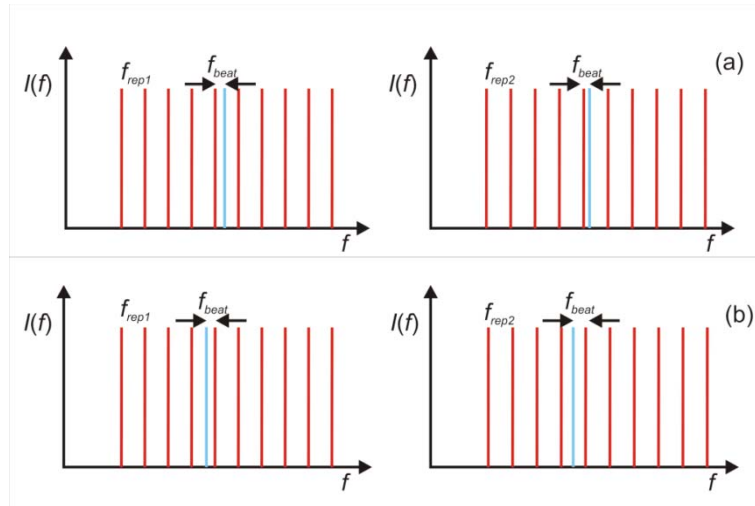 I(f)
f_rep1
f_beat
f
I(f)
f_rep2
f_beat
f
(a)
I(f)
f_rep1
f_beat
f
I(f)
f_rep2
f_beat
f
(b)